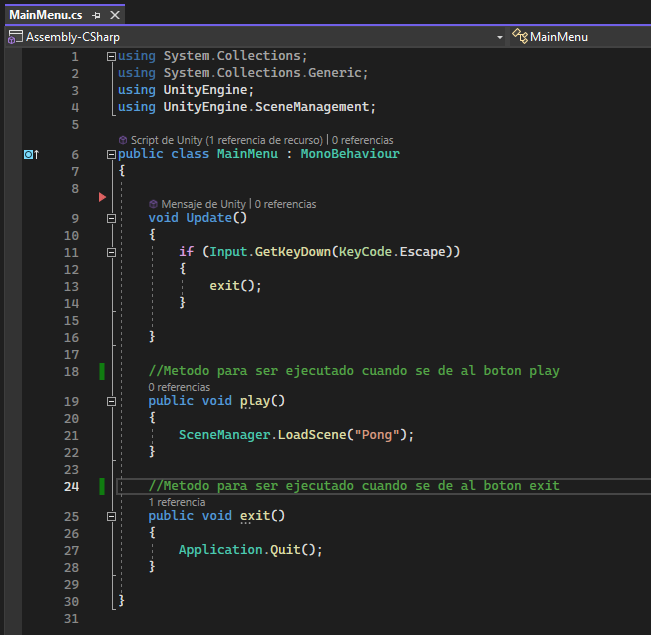 MainMenu.cs
Assembly-CSharp MainMenu
1 using System.Collections;
2 using System.Collections.Generic;
3 using UnityEngine;
4 using UnityEngine.SceneManagement;
5
Script de Unity (1 referencia de recurso) | 0 referencias
6 public class MainMenu : MonoBehaviour
7 {
8
Mensaje de Unity | 0 referencias
9 void Update()
10 {
11 if (Input.GetKeyDown(KeyCode.Escape))
12 {
13 exit();
14 }
15
16 }
17
18 //Metodo para ser ejecutado cuando se de al boton play
0 referencias
19 public void play()
20 {
21 SceneManager.LoadScene("Pong");
22 }
23
24 //Metodo para ser ejecutado cuando se de al boton exit
1 referencia
25 public void exit()
26 {
27 Application.Quit();
28 }
29
30 }
31